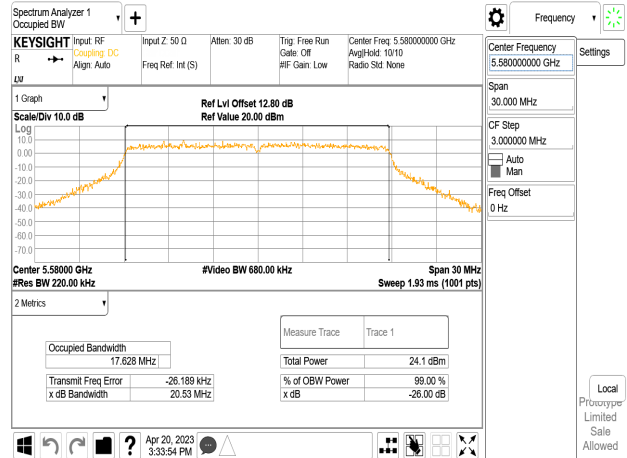 Spectrum Analyzer 1
Occupied BW
Frequency
KEYSIGHT
R
Input: RF
Coupling: DC
Align: Auto
Input Z: 50 Ω
Freq Ref: Int (S)
Atten: 30 dB
Trig: Free Run
Gate: Off
#IF Gain: Low
Center Freq: 5.580000000 GHz
Avg|Hold: 10/10
Radio Std: None
Center Frequency
5.580000000 GHz
Settings
Span
30.000 MHz
CF Step
3.000000 MHz
Auto
Man
Freq Offset
0 Hz
1 Graph
Scale/Div 10.0 dB
Ref Lvl Offset 12.80 dB
Ref Value 20.00 dBm
Log
10.0
0.00
-10.0
-20.0
-30.0
-40.0
-50.0
-60.0
-70.0
Center 5.58000 GHz
#Res BW 220.00 kHz
#Video BW 680.00 kHz
Span 30 MHz
Sweep 1.93 ms (1001 pts)
2 Metrics
Measure Trace Trace 1
Occupied Bandwidth
17.628 MHz
Total Power 24.1 dBm
Transmit Freq Error -26.189 kHz
% of OBW Power 99.00 %
x dB Bandwidth 20.53 MHz
x dB -26.00 dB
Local
Prototype
Limited
Sale
Allowed
?
Apr 20, 2023
3:33:54 PM